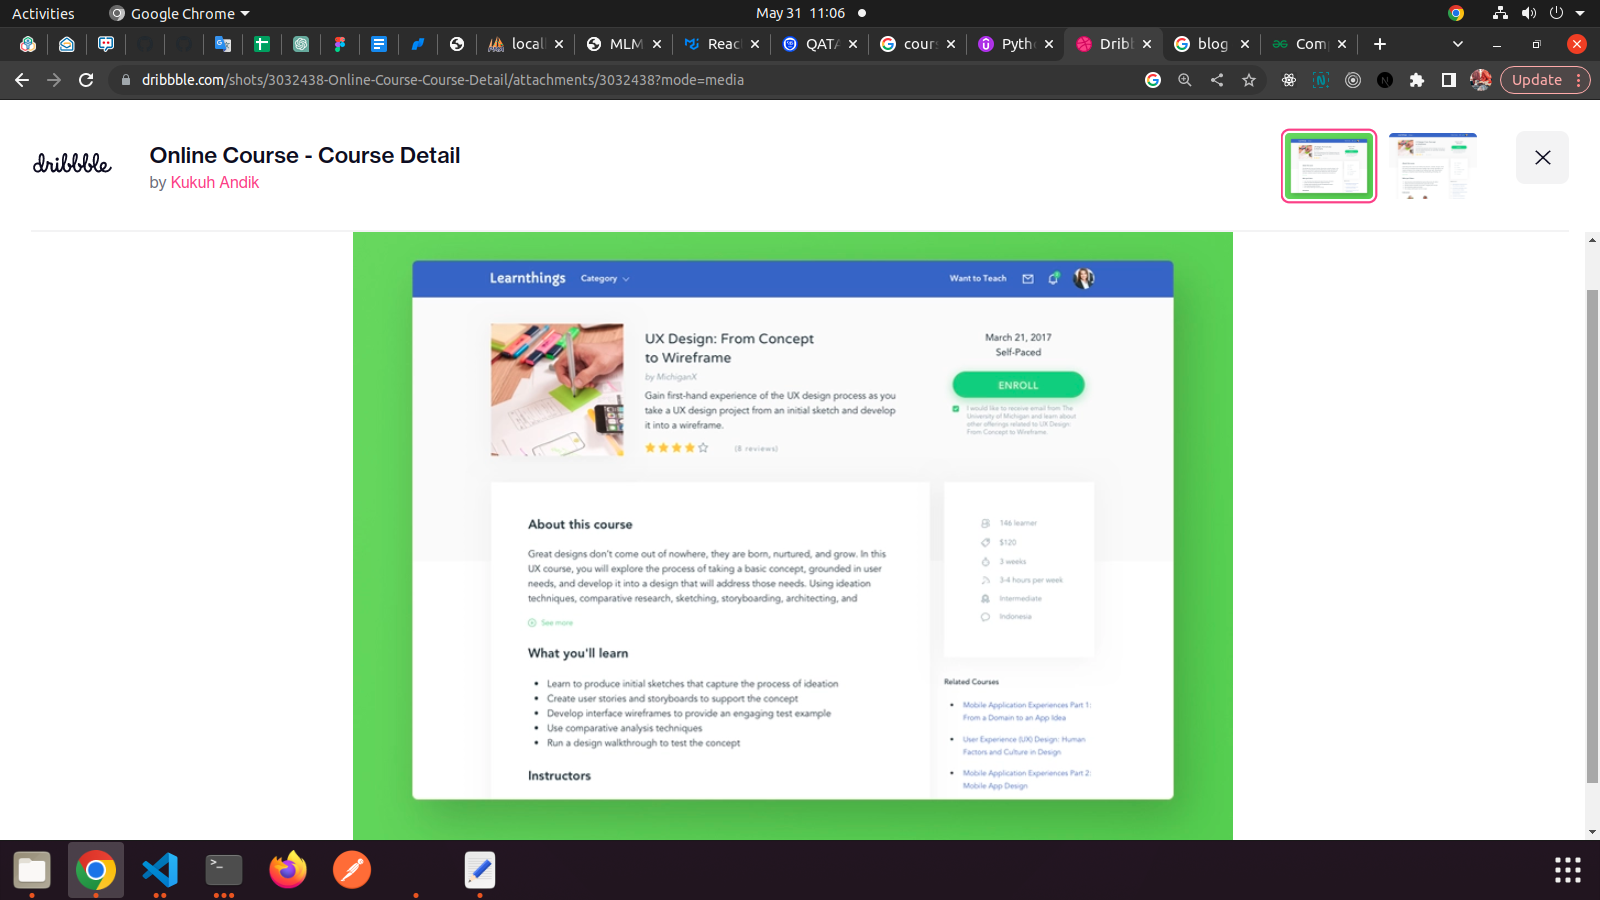 Activities
Google Chrome
May 31 11:06
locall
MLM
Reac
QATA
cours
Pytho
Dribb
blog
Comp
dribbble.com/shots/3032438-Online-Course-Course-Detail/attachments/3032438?mode=media
Update
dribbble
Online Course - Course Detail
by Kukuh Andik
Learnthings
Category
Want to Teach
UX Design: From Concept
to Wireframe
by MichiganX
Gain first-hand experience of the UX design process as you
take a UX design project from an initial sketch and develop
it into a wireframe.
(8 reviews)
March 21, 2017
Self-Paced
ENROLL
I would like to receive email from The
University of Michigan and learn about
other offerings related to UX Design:
From Concept to Wireframe.
About this course
Great designs don't come out of nowhere, they are born, nurtured, and grow. In this
UX course, you will explore the process of taking a basic concept, grounded in user
needs, and develop it into a design that will address those needs. Using ideation
techniques, comparative research, sketching, storyboarding, architecting, and
See more
What you'll learn
• Learn to produce initial sketches that capture the process of ideation
• Create user stories and storyboards to support the concept
• Develop interface wireframes to provide an engaging test example
• Use comparative analysis techniques
• Run a design walkthrough to test the concept
Instructors
146 learner
$120
3 weeks
3-4 hours per week
Intermediate
Indonesia
Related Courses
• Mobile Application Experiences Part 1:
From a Domain to an App Idea
• User Experience (UX) Design: Human
Factors and Culture in Design
• Mobile Application Experiences Part 2:
Mobile App Design